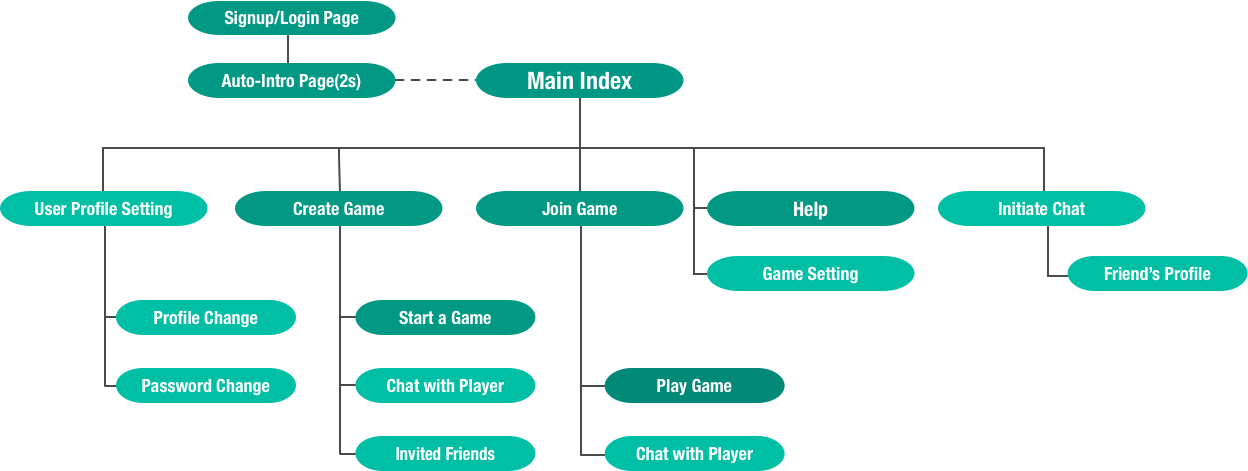 Signup/Login Page
Auto-Intro Page(2s)
Main Index
User Profile Setting
Create Game
Join Game
Help
Initiate Chat
Game Setting
Friend's Profile
Profile Change
Start a Game
Password Change
Chat with Player
Play Game
Invited Friends
Chat with Player